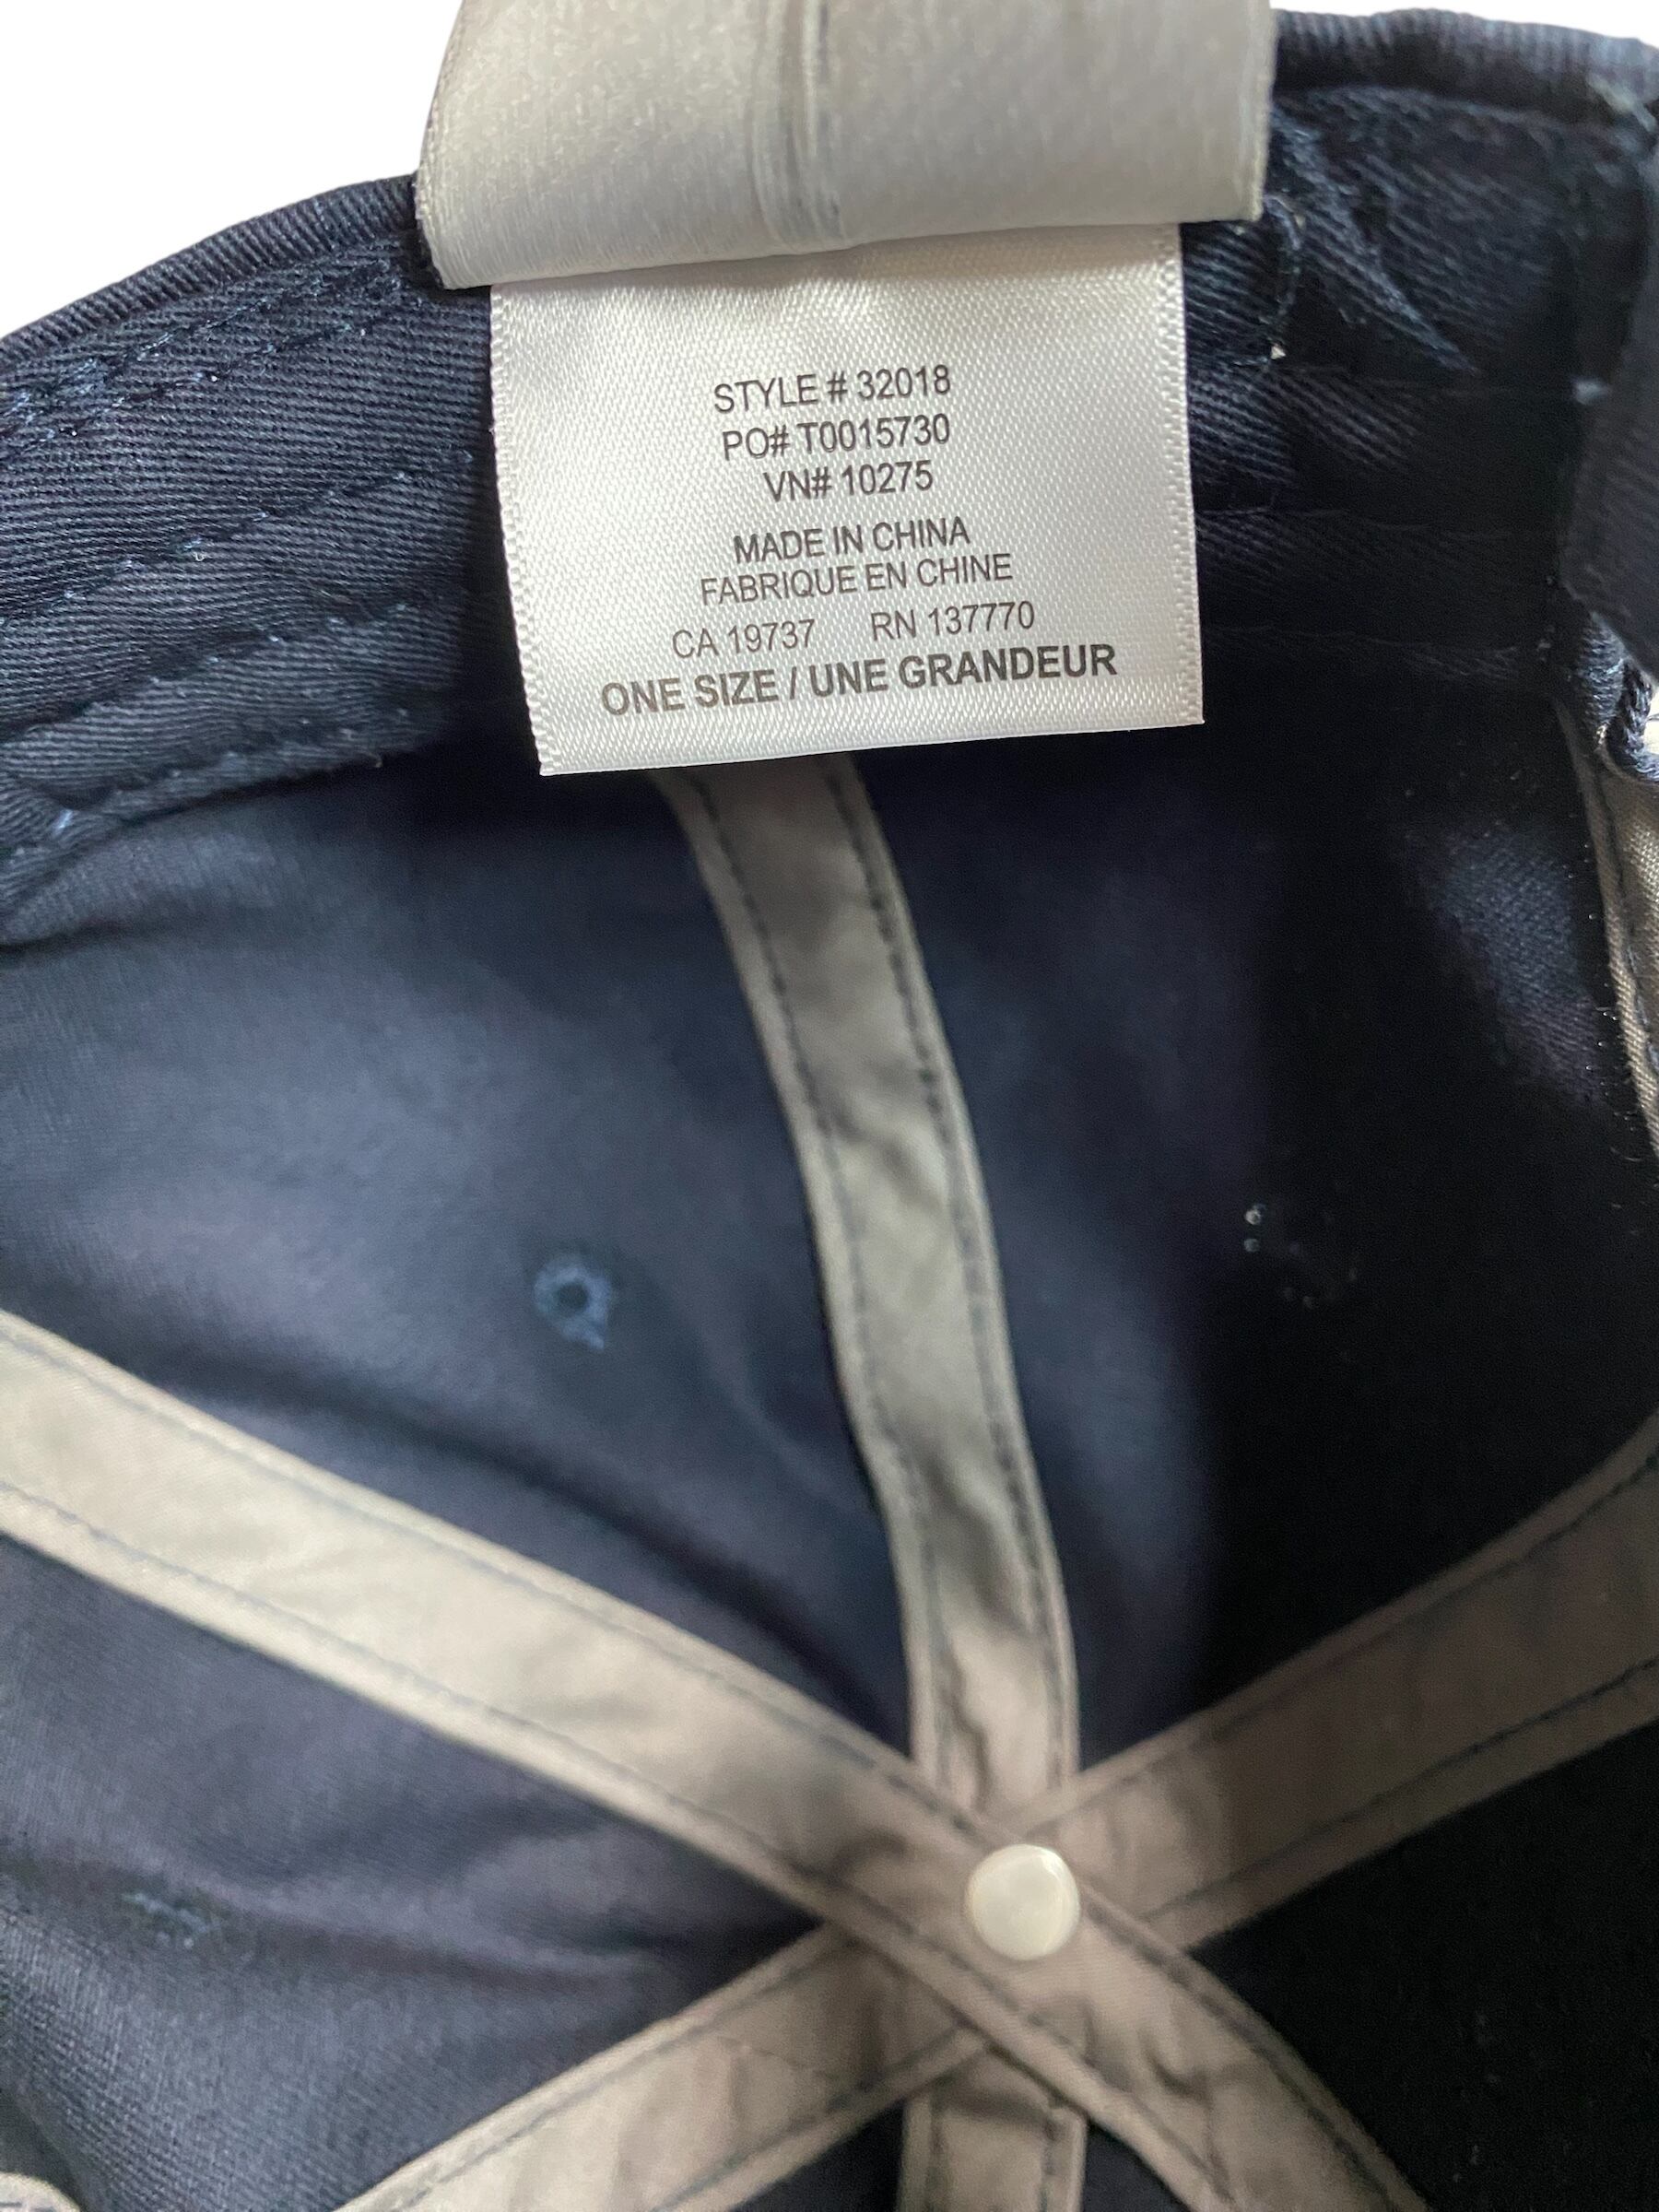 STYLE # 32018
PO# T0015730
VN# 10275
MADE IN CHINA
FABRIQUE EN CHINE
CA 19737 RN 137770
ONE SIZE / UNE GRANDEUR